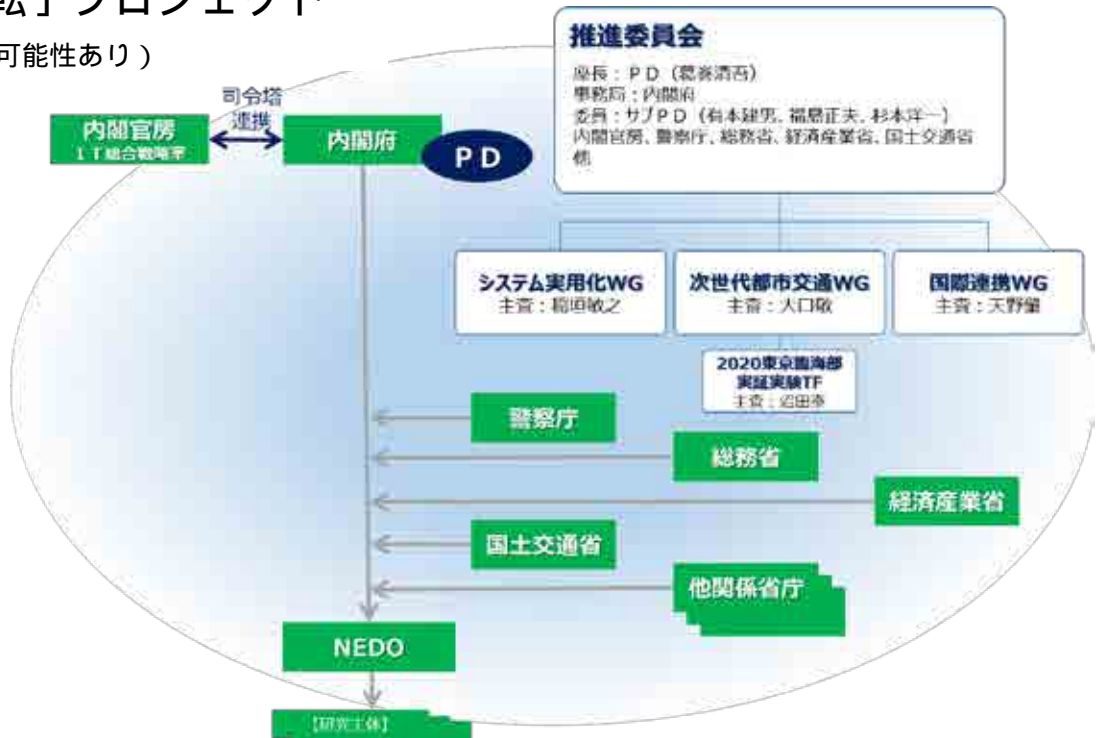 転」プロジェクト
可能性あり)
推進委員会
座長:PD(葛巻清吾)
事務局:内閣府
委員:サブPD(有本建男、福島正夫、杉本洋一)
内閣官房、警察庁、総務省、経済産業省、国土交通省
他
司令塔
連携
内閣官房
IT総合戦略室
内閣府
PD
システム実用化WG
主査:稲垣敏之
次世代都市交通WG
主査:大口敬
国際連携WG
主査:天野肇
2020東京臨海部
実証実験TF
主査:沼田泰
警察庁
総務省
経済産業省
国土交通省
他関係省庁
NEDO
【研究主体】